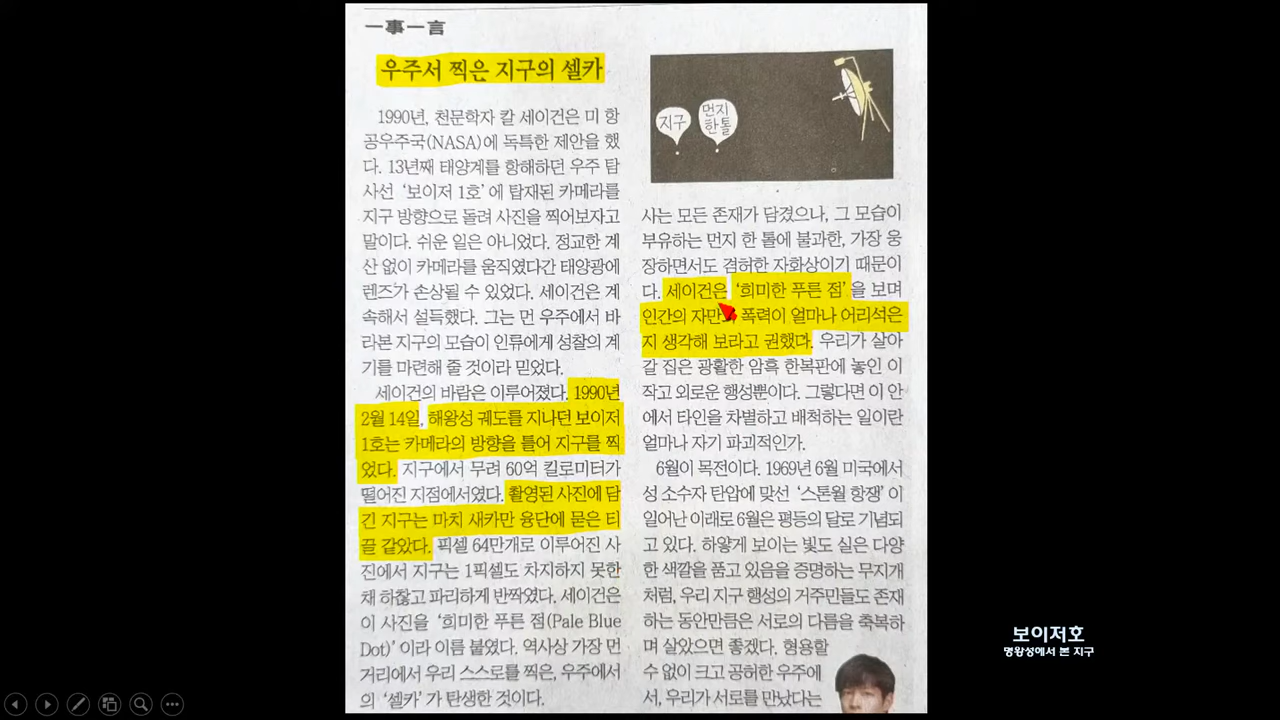 一事一言
우주서 찍은 지구의 셀카
1990년, 천문학자 칼 세이건은 미 항
공우주국(NASA)에 독특한 제안을 했
다. 13년째 태양계를 항해하던 우주 탐
사선 ‘보이저 1호’에 탑재된 카메라를
지구 방향으로 돌려 사진을 찍어보자고
말이다. 쉬운 일은 아니었다. 정교한 계
산 없이 카메라를 움직였다간 태양광에
렌즈가 손상될 수 있었다. 세이건은 계
속해서 설득했다. 그는 먼 우주에서 바
라본 지구의 모습이 인류에게 성찰의 계
기를 마련해 줄 것이라 믿었다.
세이건의 바람은 이루어졌다. 1990년
2월 14일, 해왕성 궤도를 지나던 보이저
1호는 카메라의 방향을 틀어 지구를 찍
었다. 지구에서 무려 60억 킬로미터가
떨어진 지점에서였다. 촬영된 사진에 담
긴 지구는 마치 새카만 융단에 묻은 티
끌 같았다. 픽셀 64만개로 이루어진 사
진에서 지구는 1픽셀도 차지하지 못한
채 하찮고 파리하게 반짝였다. 세이건은
이 사진을 ‘희미한 푸른 점(Pale Blue
Dot)’이라 이름 붙였다. 역사상 가장 먼
거리에서 우리 스스로를 찍은, 우주에서
의 ‘셀카’가 탄생한 것이다.
지구
먼지
한톨
사는 모든 존재가 담겼으나, 그 모습이
부유하는 먼지 한 톨에 불과한, 가장 웅
장하면서도 겸허한 자화상이기 때문이
다. 세이건은 ‘희미한 푸른 점’을 보며
인간의 폭력이 얼마나 어리석은
지 생각해 보라고 권했다. 우리가 살아
갈 집은 광활한 암흑 한복판에 놓인 이
작고 외로운 행성뿐이다. 그렇다면 이 안
에서 타인을 차별하고 배척하는 일이란
얼마나 자기 파괴적인가.
6월이 목전이다. 1969년 6월 미국에서
성 소수자 탄압에 맞선 ‘스톤월 항쟁’이
일어난 이래로 6월은 평등의 달로 기념되
고 있다. 하얗게 보이는 빛도 실은 다양
한 색깔을 품고 있음을 증명하는 무지개
처럼, 우리 지구 행성의 거주민들도 존재
하는 동안만큼은 서로의 다름을 축복하
며 살았으면 좋겠다. 형용할
수 없이 크고 공허한 우주에
서, 우리가 서로를 만났다는
보이저호
명왕성에서 본 지구